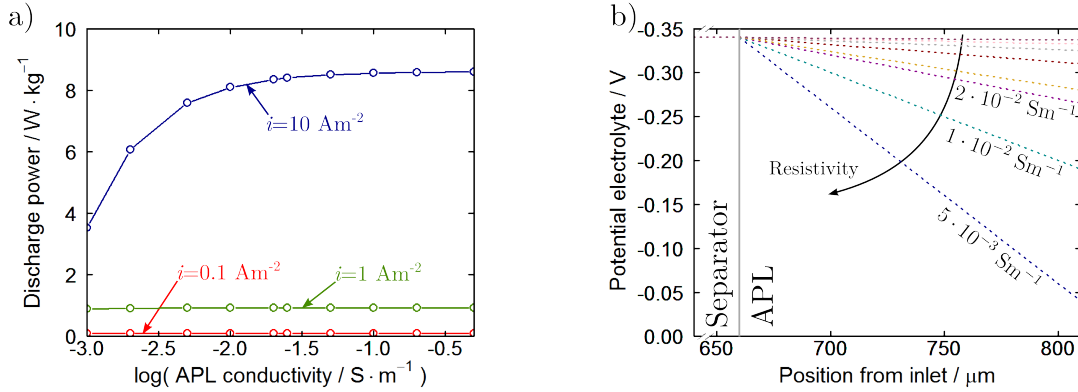 a)
Discharge power / W · kg⁻¹
10
8
6
4
2
0
i=10 Am⁻²
i=0.1 Am⁻²
i=1 Am⁻²
-3.0 -2.5 -2.0 -1.5 -1.0 -0.5
log( APL conductivity / S · m⁻¹ )
b)
Potential electrolyte / V
-0.35
-0.30
-0.25
-0.20
-0.15
-0.10
-0.05
0.00
2 · 10⁻² Sm⁻¹
1 · 10⁻² Sm⁻¹
5 · 10⁻³ Sm⁻¹
Resistivity
Separator
APL
650 700 750 800
Position from inlet / μm